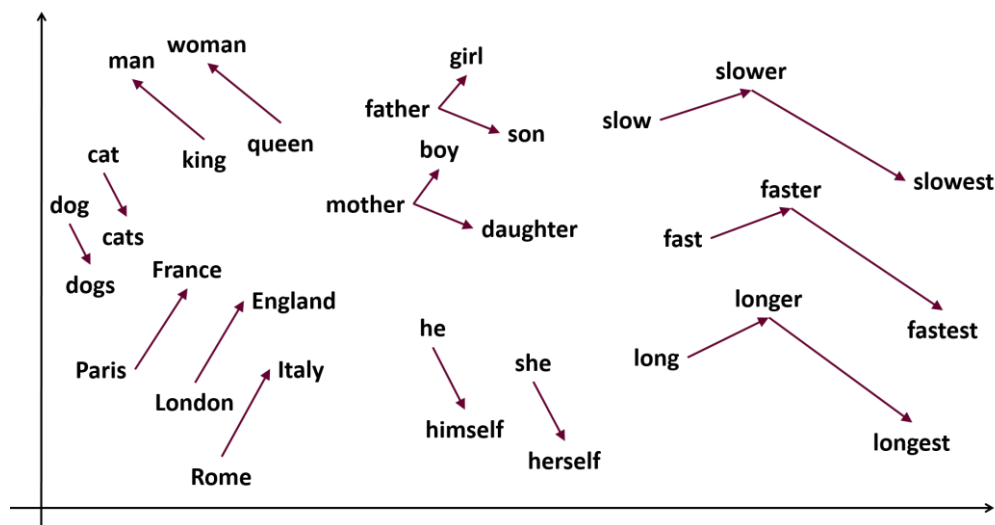 man
woman
king
queen
cat
cats
dog
dogs
France
Paris
England
London
Italy
Rome
girl
father
son
boy
mother
daughter
he
himself
she
herself
slower
slow
slowest
faster
fast
fastest
longer
long
longest